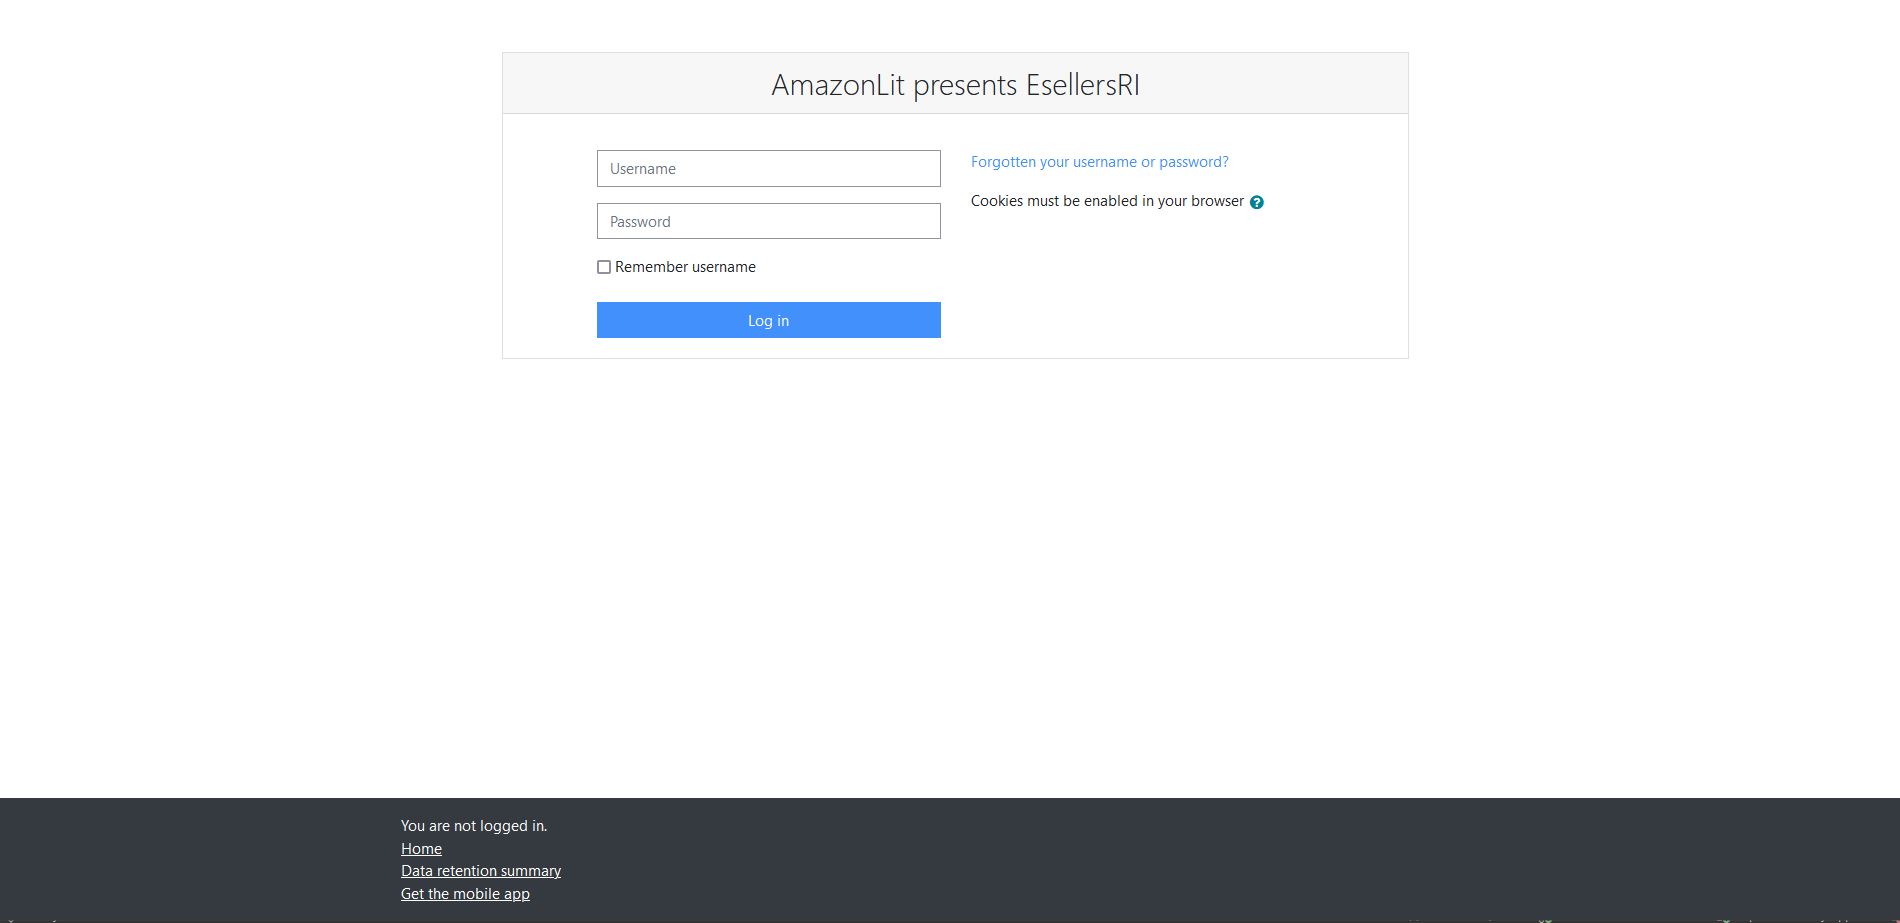 AmazonLit presents EsellersRI
Username
Password
Remember username
Log in
Forgotten your username or password?
Cookies must be enabled in your browser
You are not logged in.
Home
Data retention summary
Get the mobile app